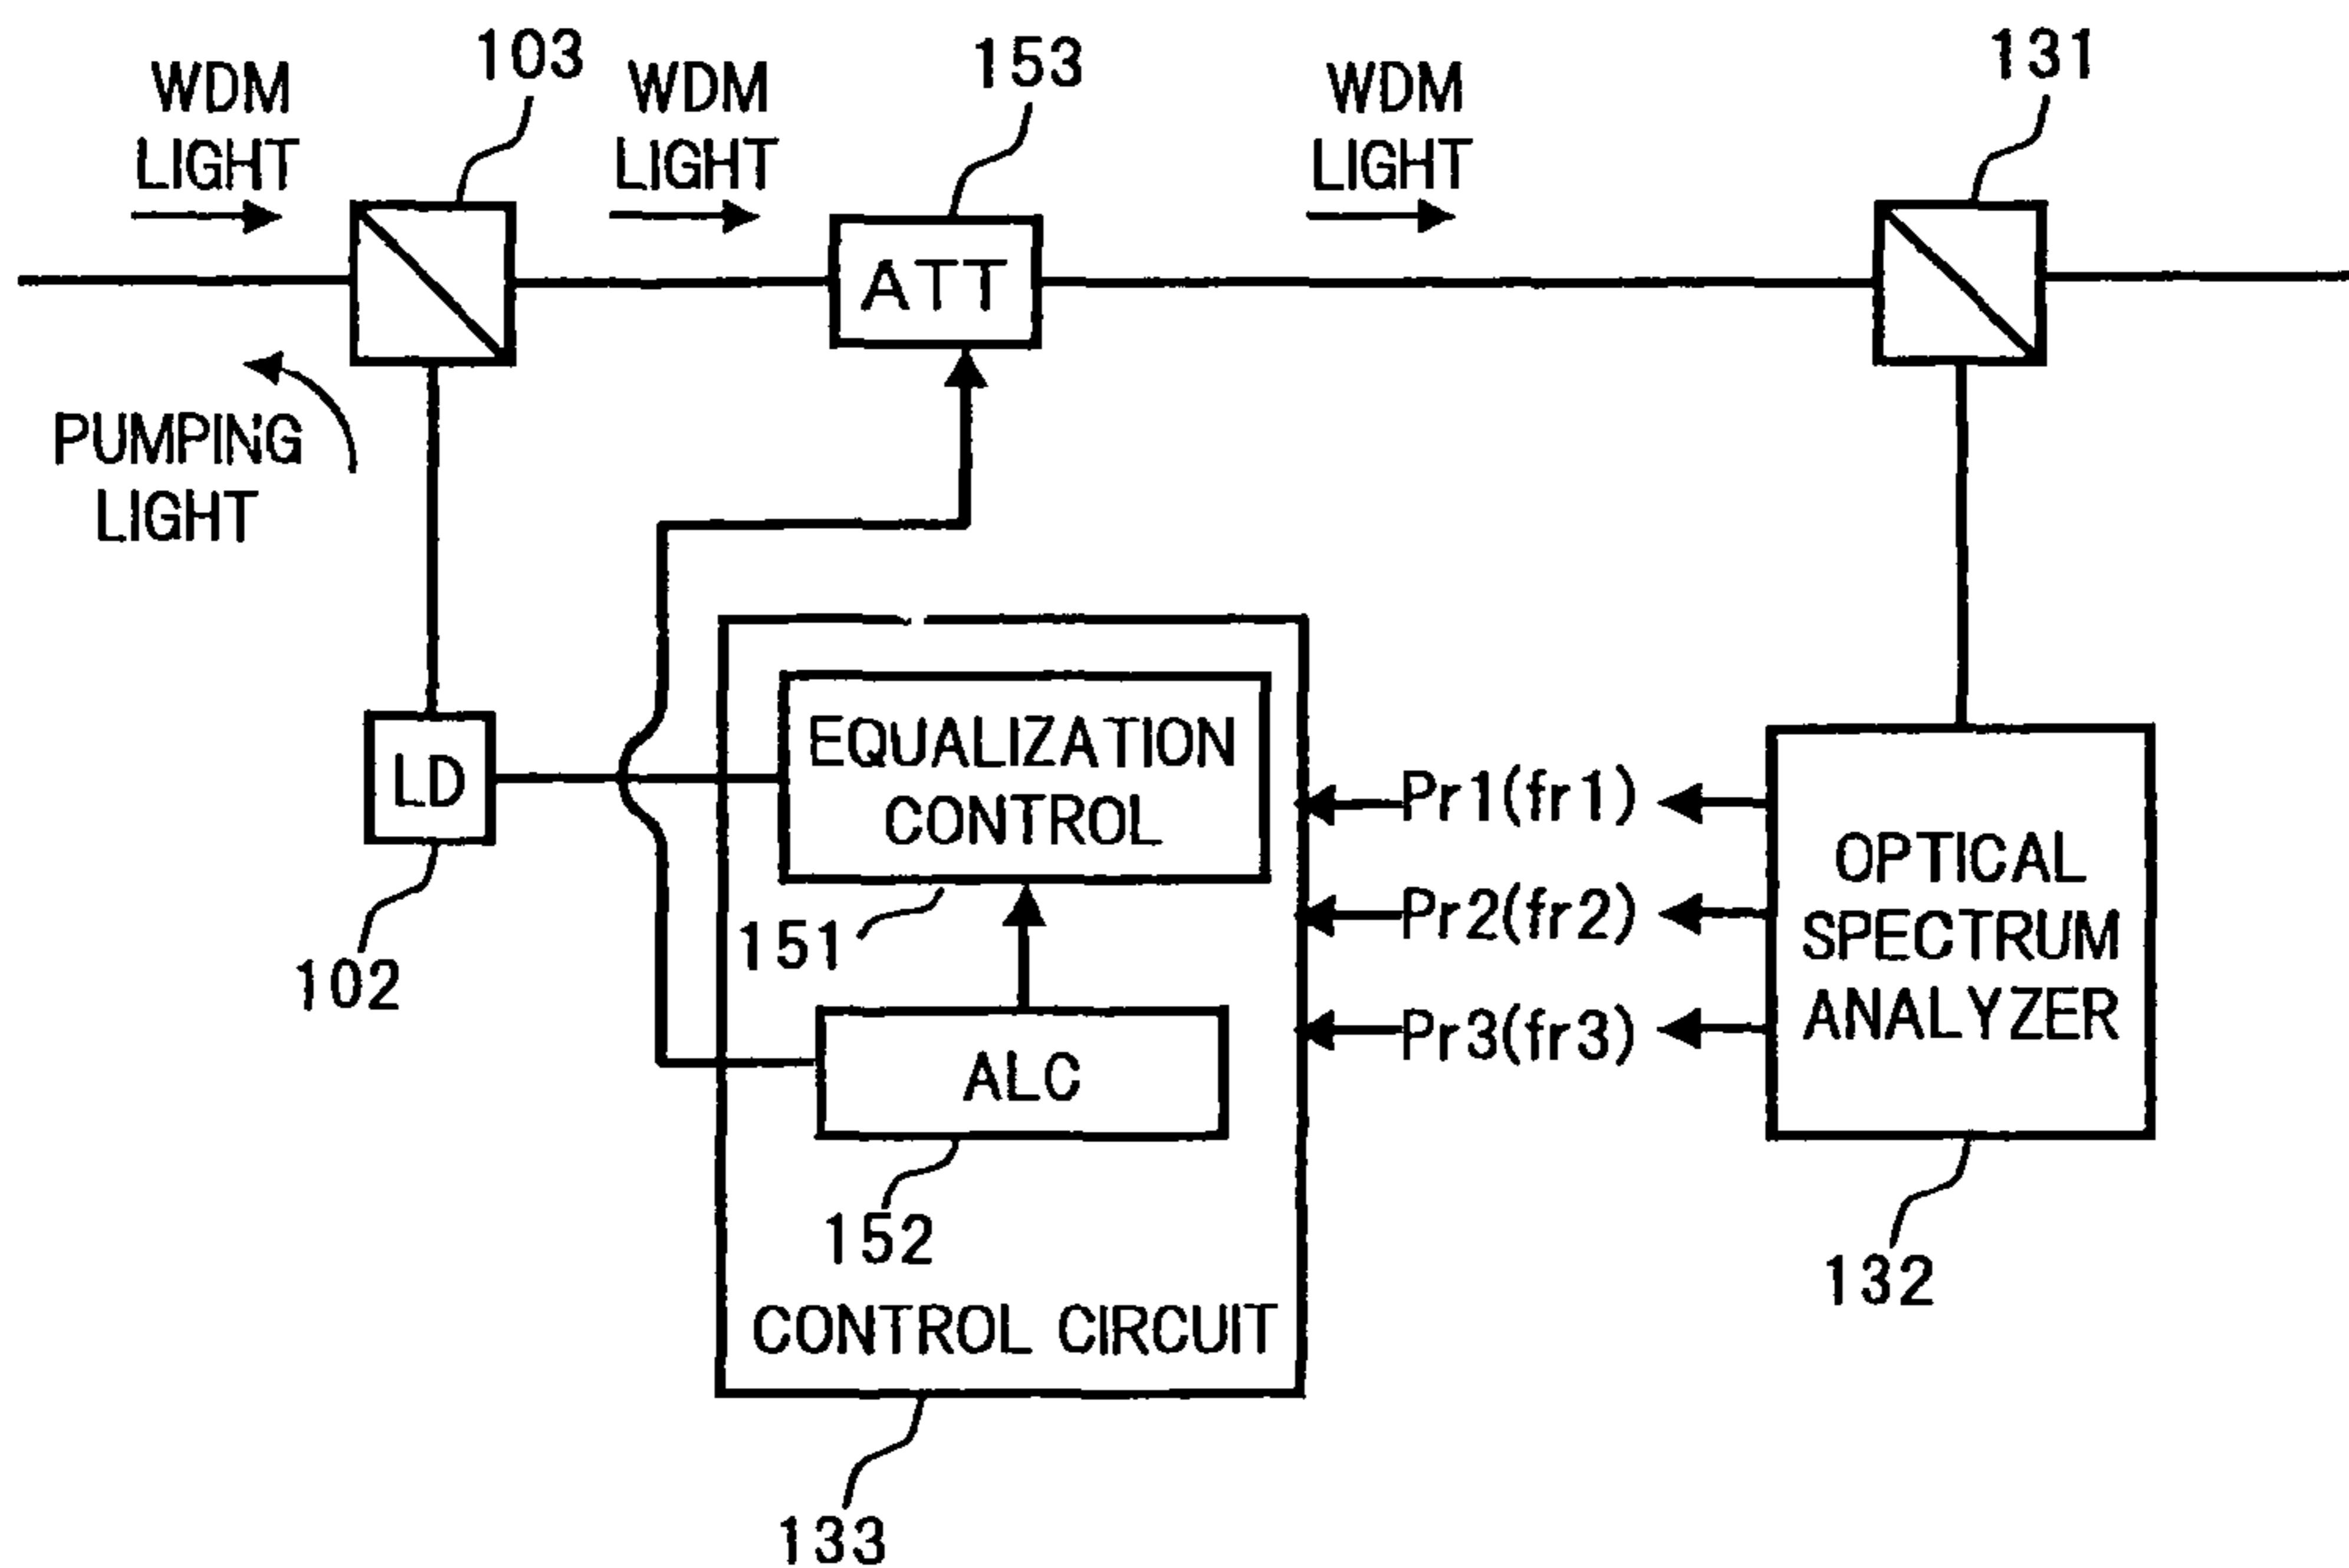 103
153
131
WDM
LIGHT
WDM
LIGHT
WDM
LIGHT
ATT
PUMPING
LIGHT
LD
102
EQUALIZATION
CONTROL
151
ALC
152
CONTROL CIRCUIT
133
Pr1(fr1)
Pr2(fr2)
Pr3(fr3)
OPTICAL
SPECTRUM
ANALYZER
132